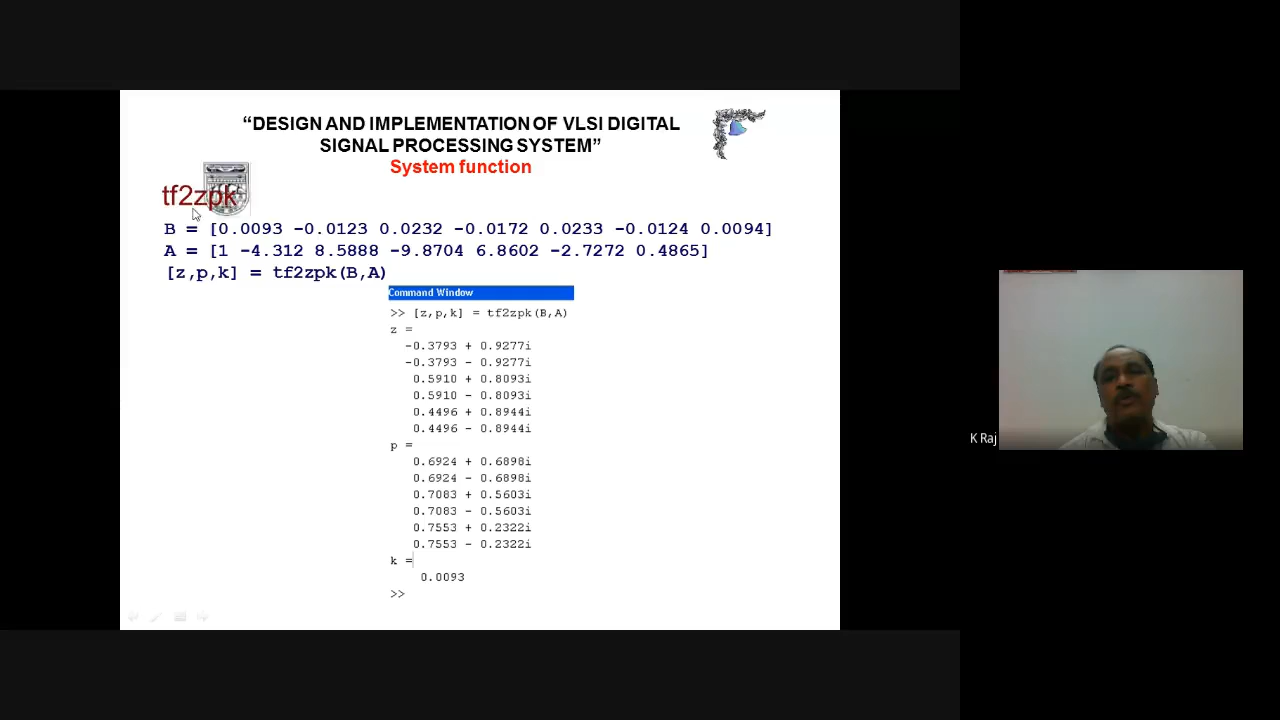 “DESIGN AND IMPLEMENTATION OF VLSI DIGITAL
SIGNAL PROCESSING SYSTEM”
System function
tf2zpk
B = [0.0093 -0.0123 0.0232 -0.0172 0.0233 -0.0124 0.0094]
A = [1 -4.312 8.5888 -9.8704 6.8602 -2.7272 0.4865]
[z,p,k] = tf2zpk(B,A)
Command Window
>> [z,p,k] = tf2zpk(B,A)
z =
-0.3793 + 0.9277i
-0.3793 - 0.9277i
0.5910 + 0.8093i
0.5910 - 0.8093i
0.4496 + 0.8944i
0.4496 - 0.8944i
p =
0.6924 + 0.6898i
0.6924 - 0.6898i
0.7083 + 0.5603i
0.7083 - 0.5603i
0.7553 + 0.2322i
0.7553 - 0.2322i
k =
0.0093
>>
K Raj